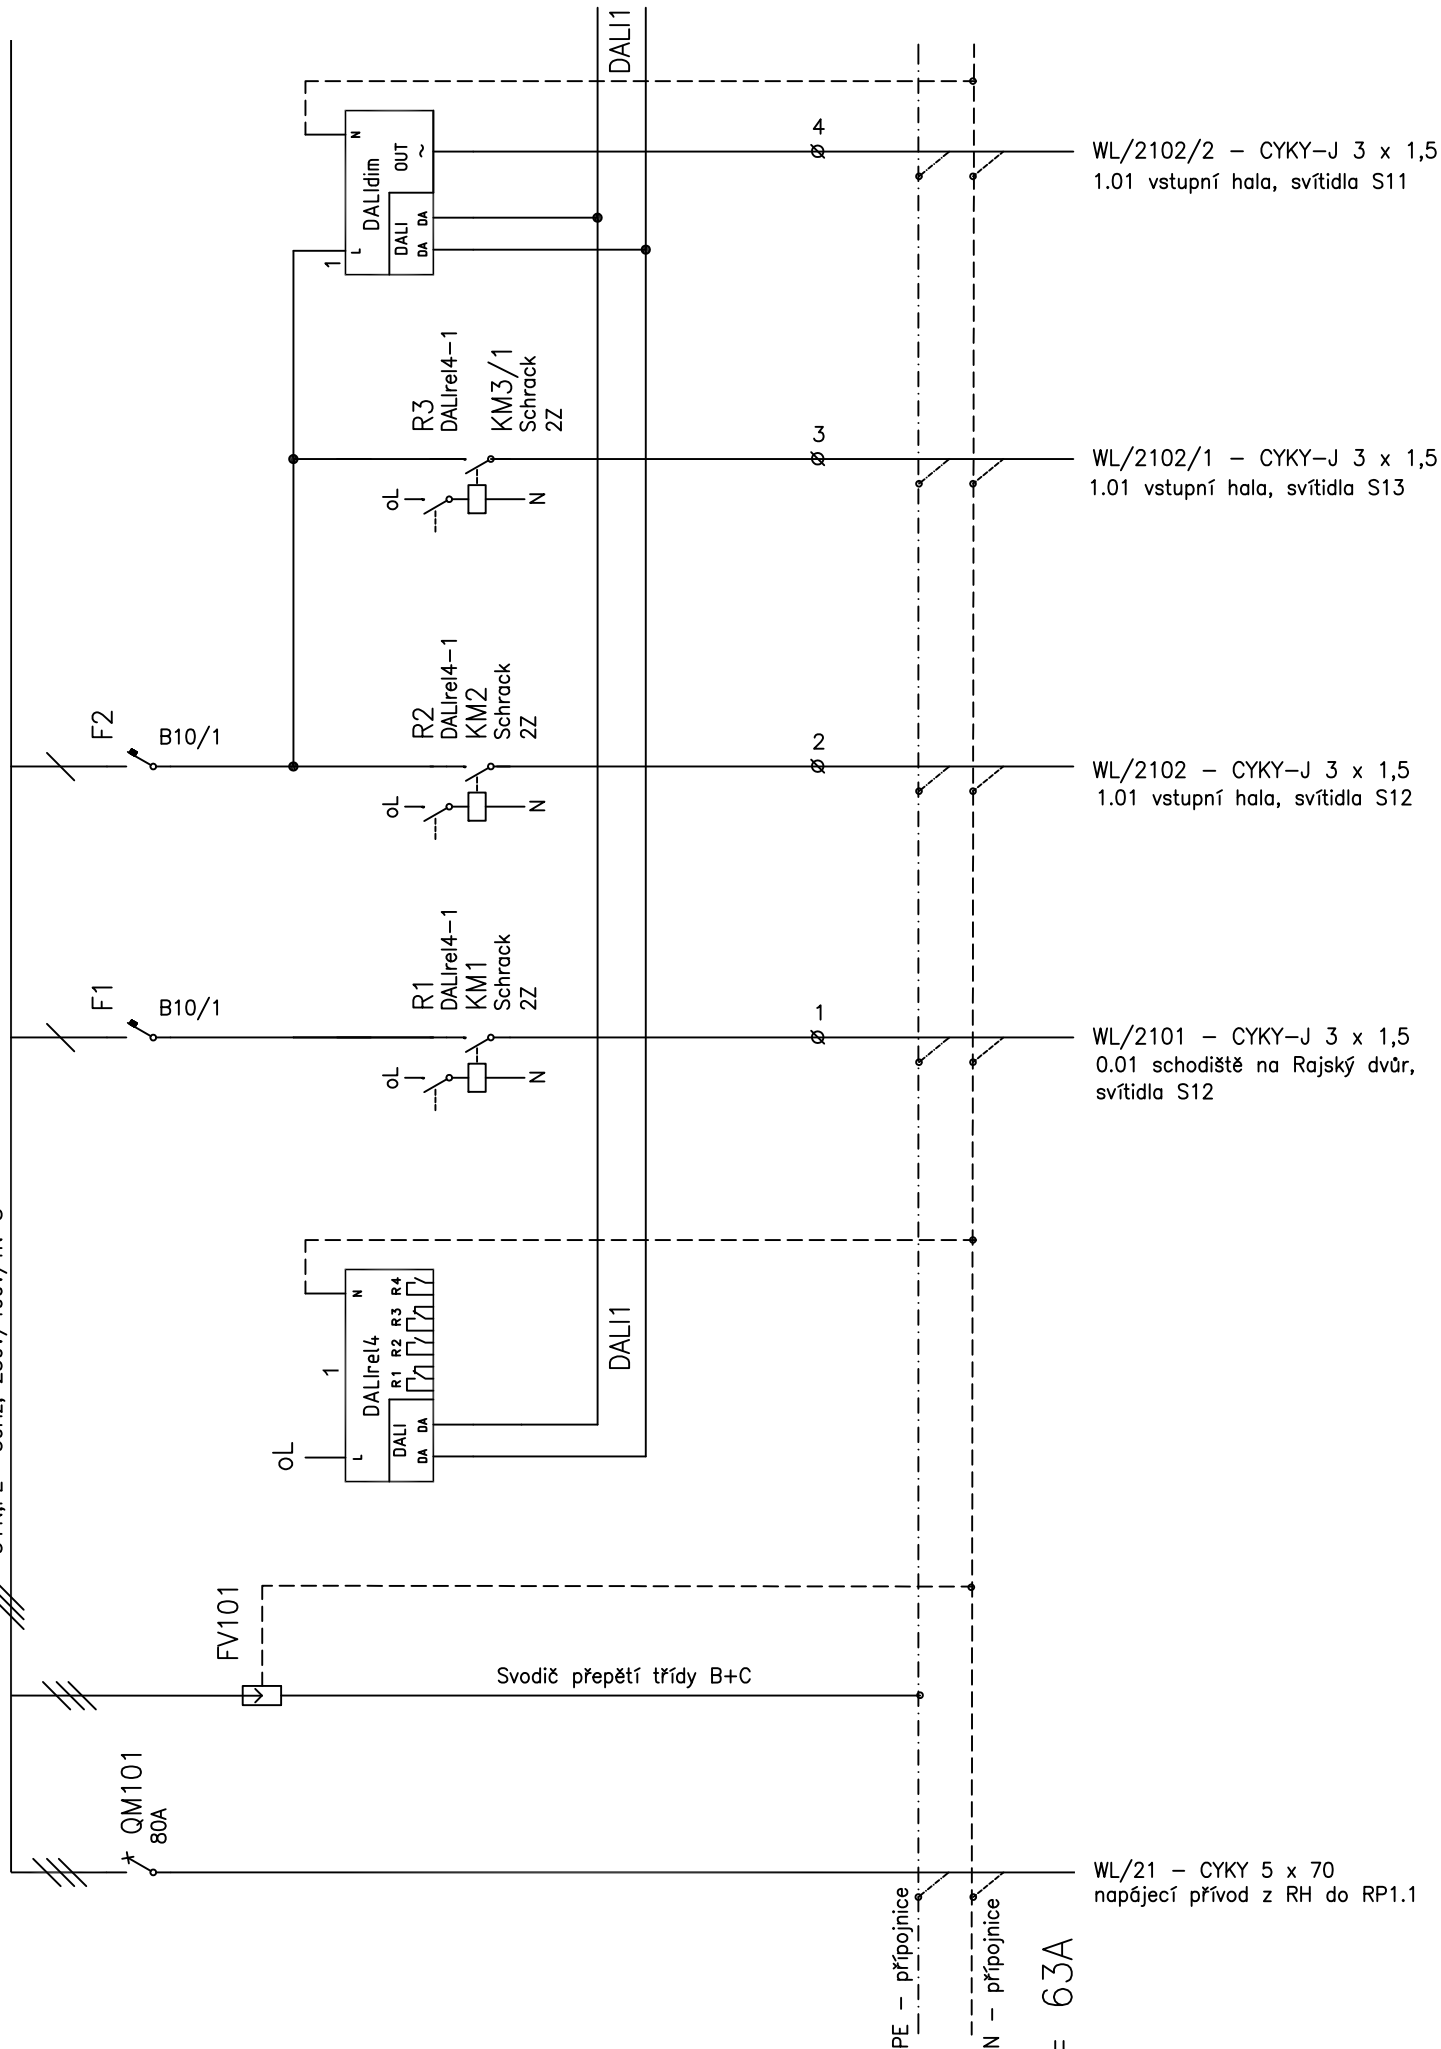 DALI1
N
DALIdim
OUT
~
L
DALI
DA
DA
1
4
WL/2102/2 – CYKY–J 3 x 1,5
1.01 vstupní hala, svítidla S11
R3
DALIrel4–1
KM3/1
Schrack
2Z
oL
N
3
WL/2102/1 – CYKY–J 3 x 1,5
1.01 vstupní hala, svítidla S13
F2
B10/1
R2
DALIrel4–1
KM2
Schrack
2Z
oL
N
2
WL/2102 – CYKY–J 3 x 1,5
1.01 vstupní hala, svítidla S12
F1
B10/1
R1
DALIrel4–1
KM1
Schrack
2Z
oL
N
1
WL/2101 – CYKY–J 3 x 1,5
0.01 schodiště na Rajský dvůr,
svítidla S12
N
DALIrel4
1
R1 R2 R3 R4
L
DALI
DA
DA
oL
DALI1
FV101
Svodič přepětí třídy B+C
QM101
80A
WL/21 – CYKY 5 x 70
napájecí přívod z RH do RP1.1
PE – přípojnice
N – přípojnice
= 63A